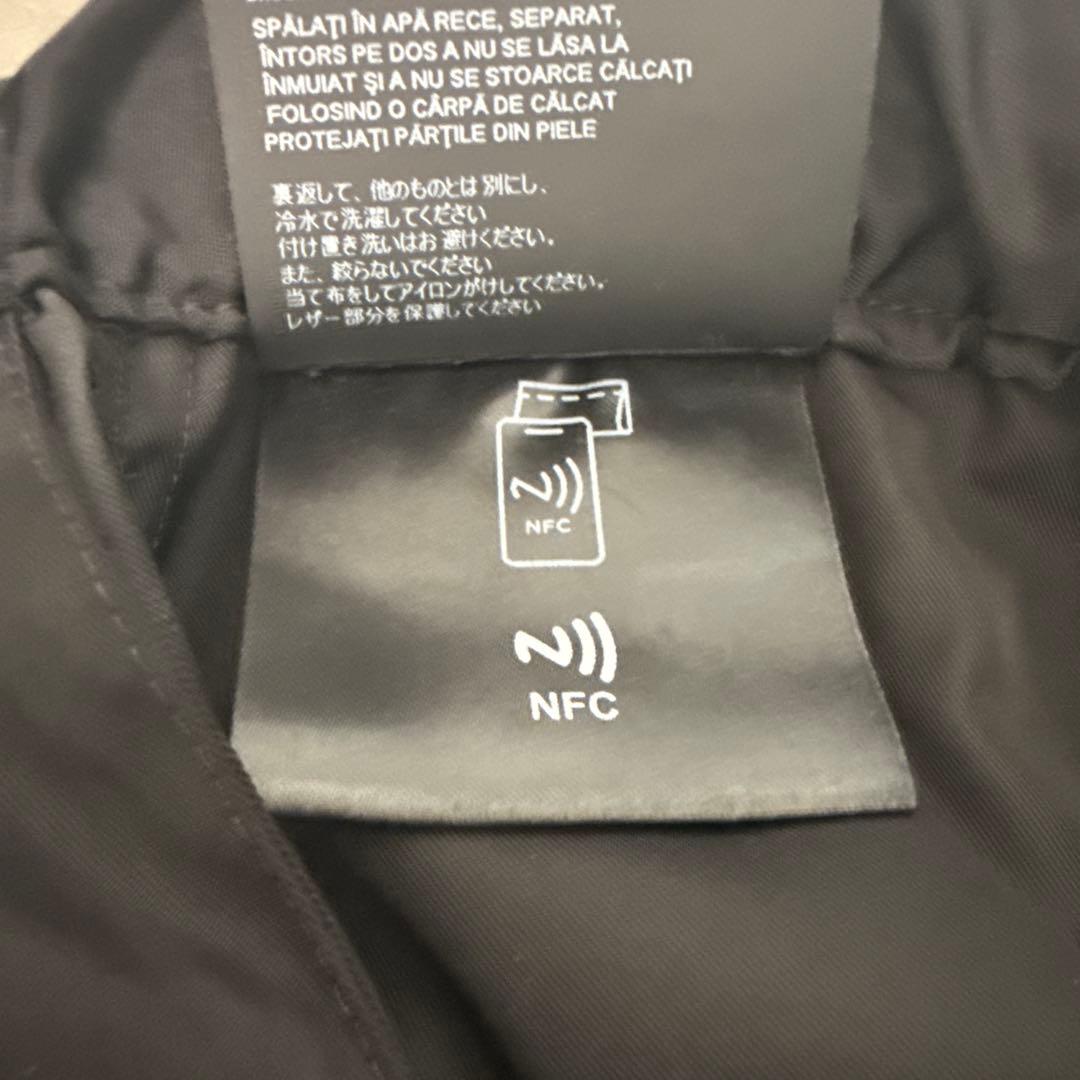 SPĂLAȚI ÎN APĂ RECE, SEPARAT,
ÎNTORS PE DOS A NU SE LĂSA LA
ÎNMUIAT ȘI A NU SE STOARCE CĂLCAȚI
FOLOSIND O CÂRPĂ DE CĂLCAT
PROTEJAȚI PĂRȚILE DIN PIELE
裏返して、他のものとは別にし、
冷水で洗濯してください
付け置き洗いはお避けください。
また、絞らないでください
当て布をしてアイロンがけしてください。
レザー部分を保護してください
NFC
NFC